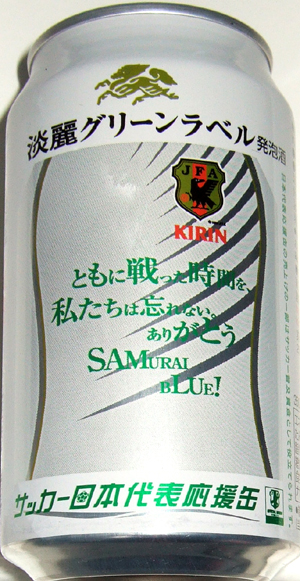 淡麗グリーンラベル 発泡酒
JFA
KIRIN
ともに戦った時間を、
私たちは忘れない。
ありがとう
SAMURAI
BLUE!
サッカー日本代表応援缶